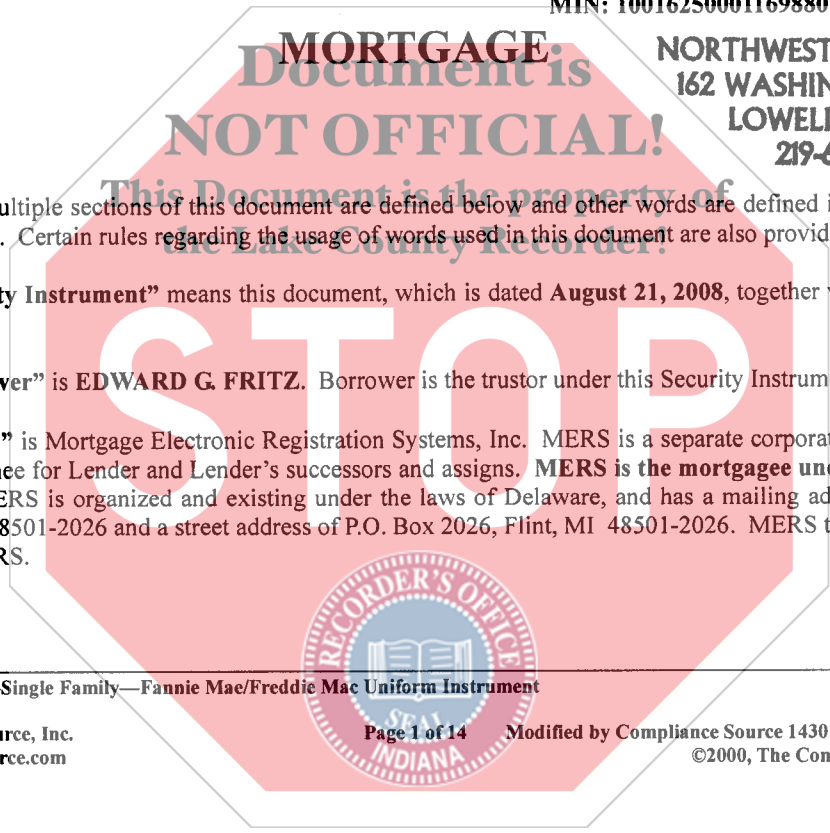 MIN: 10016250001169880
MORTGAGE
NORTHWEST
162 WASHIN
LOWELL
219-6
Document is
NOT OFFICIAL!
This Document is the property of
the Lake County Recorder!
ultiple sections of this document are defined below and other words are defined i
. Certain rules regarding the usage of words used in this document are also provid
ty Instrument” means this document, which is dated August 21, 2008, together
STOP
ver” is EDWARD G. FRITZ. Borrower is the trustor under this Security Instrum
” is Mortgage Electronic Registration Systems, Inc. MERS is a separate corporat
nee for Lender and Lender’s successors and assigns. MERS is the mortgagee und
ERS is organized and existing under the laws of Delaware, and has a mailing ad
8501-2026 and a street address of P.O. Box 2026, Flint, MI 48501-2026. MERS t
RS.
RECORDER'S OFFICE
SEAL
INDIANA
-Single Family—Fannie Mae/Freddie Mac Uniform Instrument
urce, Inc.
Page 1 of 14
Modified by Compliance Source 1430
rce.com
©2000, The Com